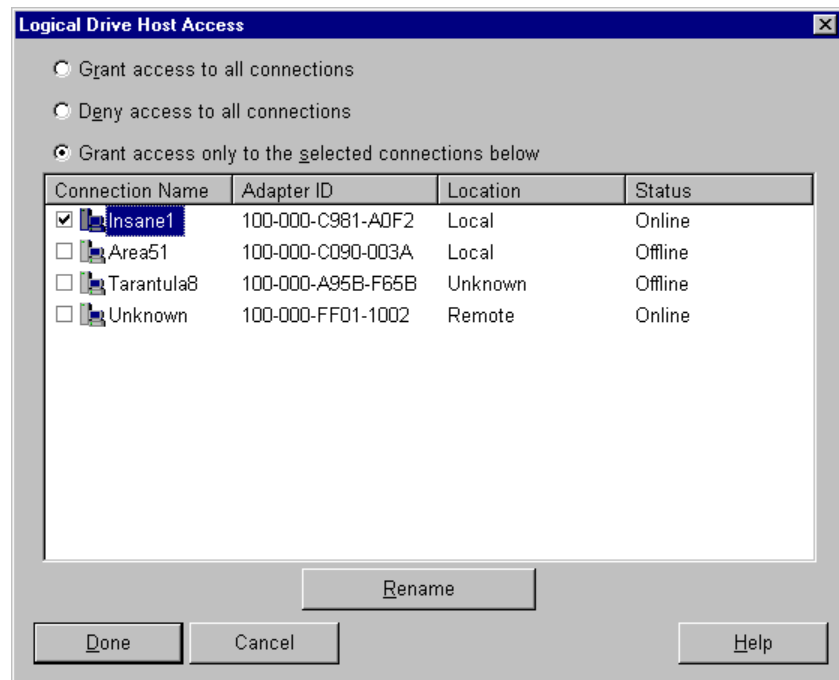 Logical Drive Host Access
Grant access to all connections
Deny access to all connections
Grant access only to the selected connections below
Connection Name Adapter ID Location Status
Insane1 100-000-C981-A0F2 Local Online
Area51 100-000-C090-003A Local Offline
Tarantula8 100-000-A95B-F65B Unknown Offline
Unknown 100-000-FF01-1002 Remote Online
Rename
Done Cancel Help